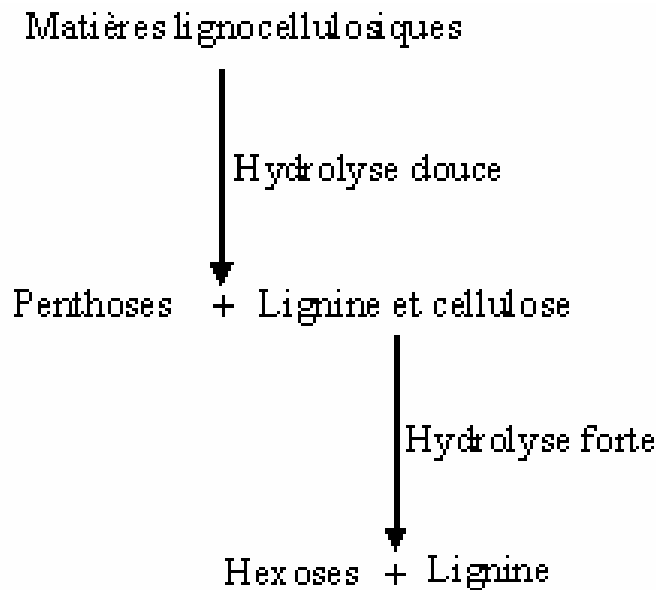 Matières lignocellulosiques
Hydrolyse douce
Penthoses + Lignine et cellulose
Hydrolyse forte
Hexoses + Lignine